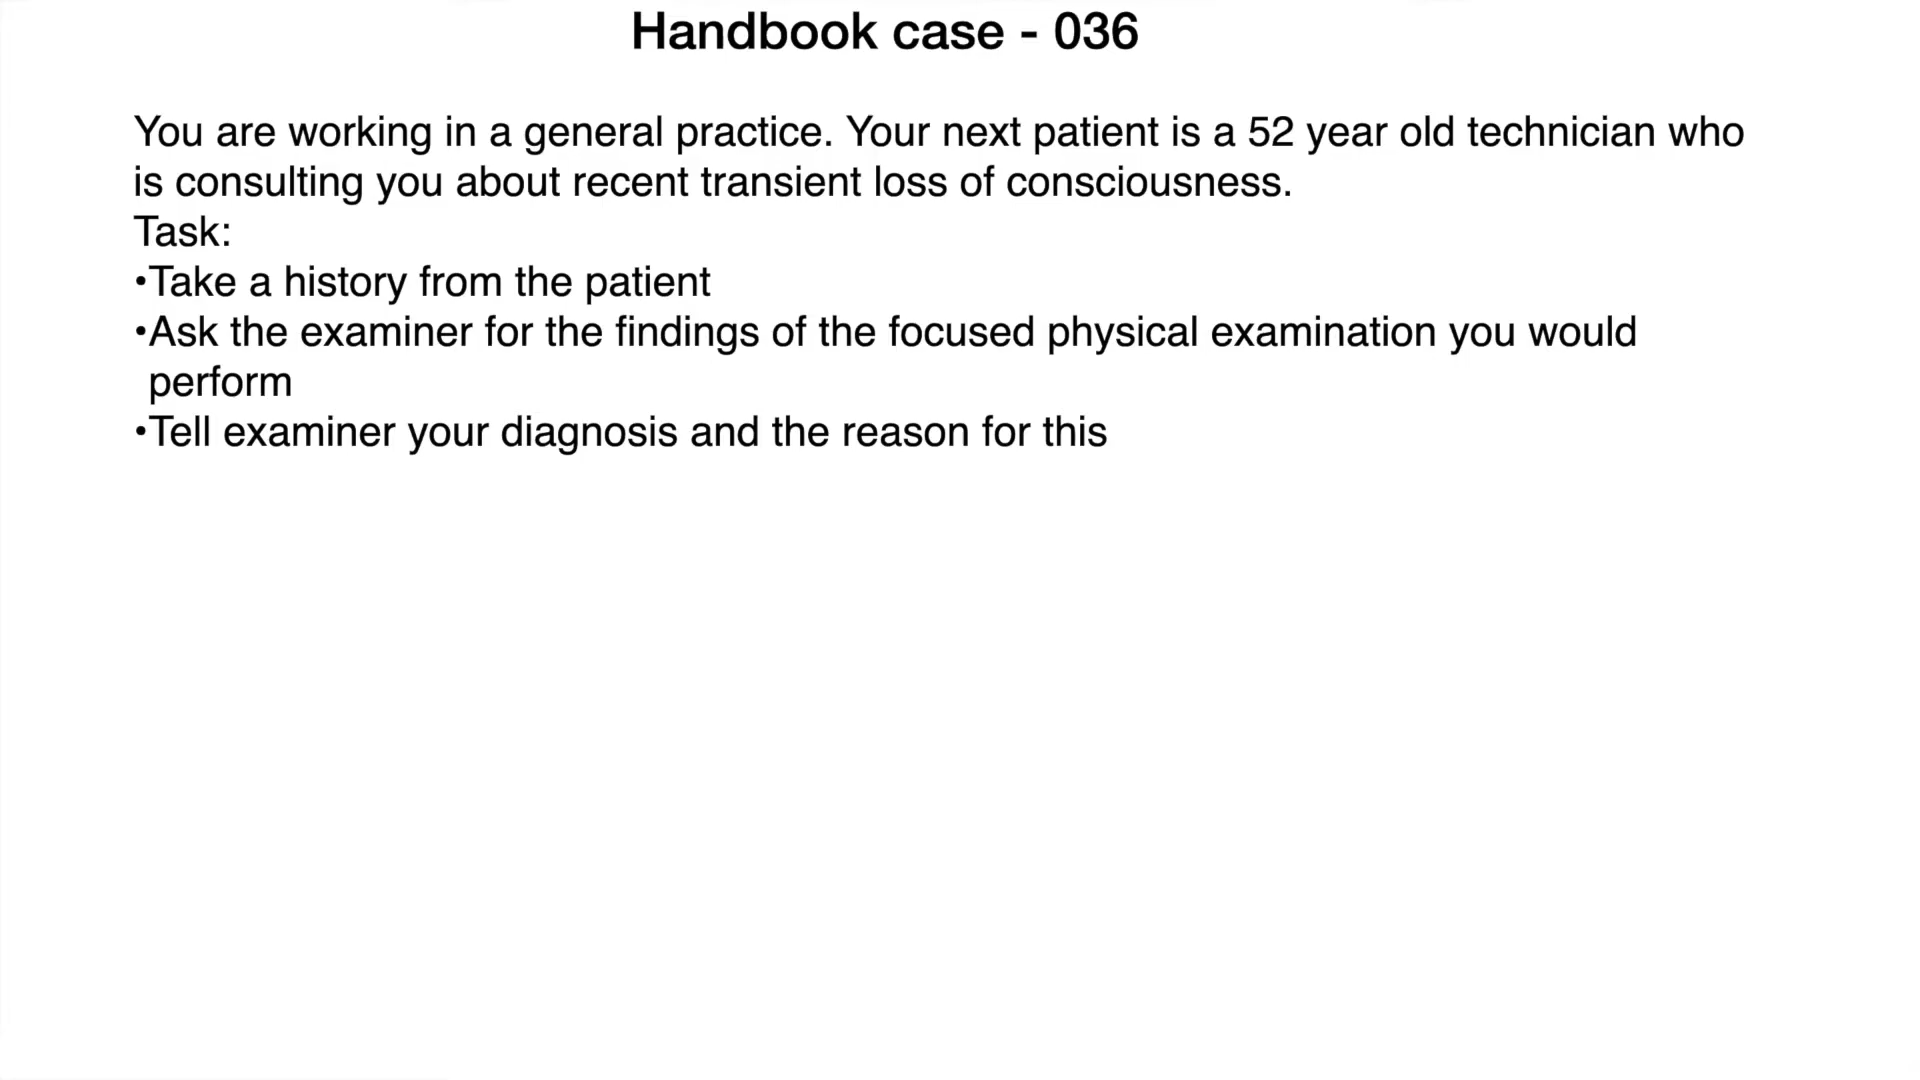 Handbook case - 036
You are working in a general practice. Your next patient is a 52 year old technician who
is consulting you about recent transient loss of consciousness.
Task:
•Take a history from the patient
•Ask the examiner for the findings of the focused physical examination you would
perform
•Tell examiner your diagnosis and the reason for this